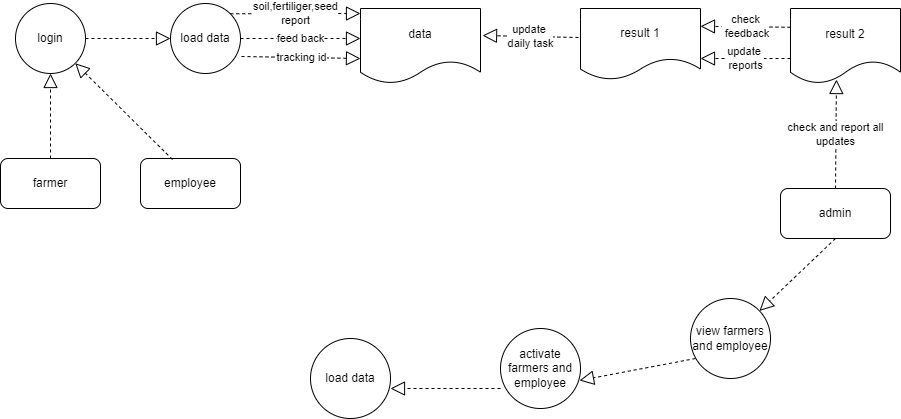 soil,fertiliger,seed
report
login
load data
feed back
tracking id
data
update
daily task
result 1
check
feedback
update
reports
result 2
check and report all
updates
farmer
employee
admin
view farmers
and employee
activate
farmers and
employee
load data